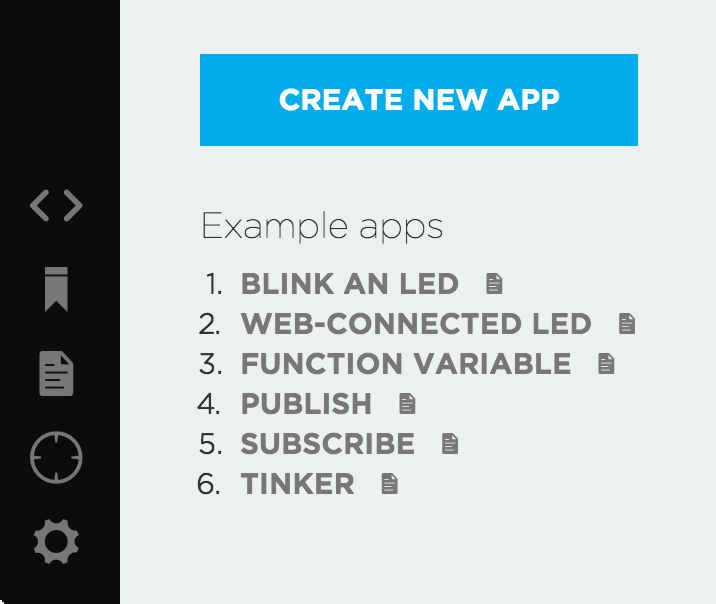 CREATE NEW APP
Example apps
1. BLINK AN LED
2. WEB-CONNECTED LED
3. FUNCTION VARIABLE
4. PUBLISH
5. SUBSCRIBE
6. TINKER